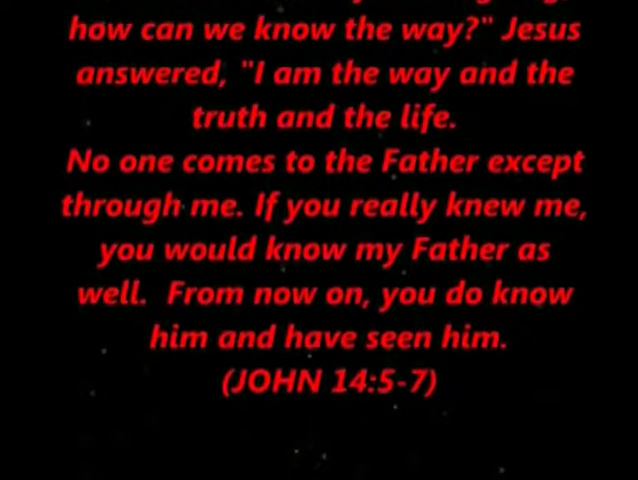 how can we know the way?" Jesus
answered, "I am the way and the
truth and the life.
No one comes to the Father except
through me. If you really knew me,
you would know my Father as
well. From now on, you do know
him and have seen him.
(JOHN 14:5-7)